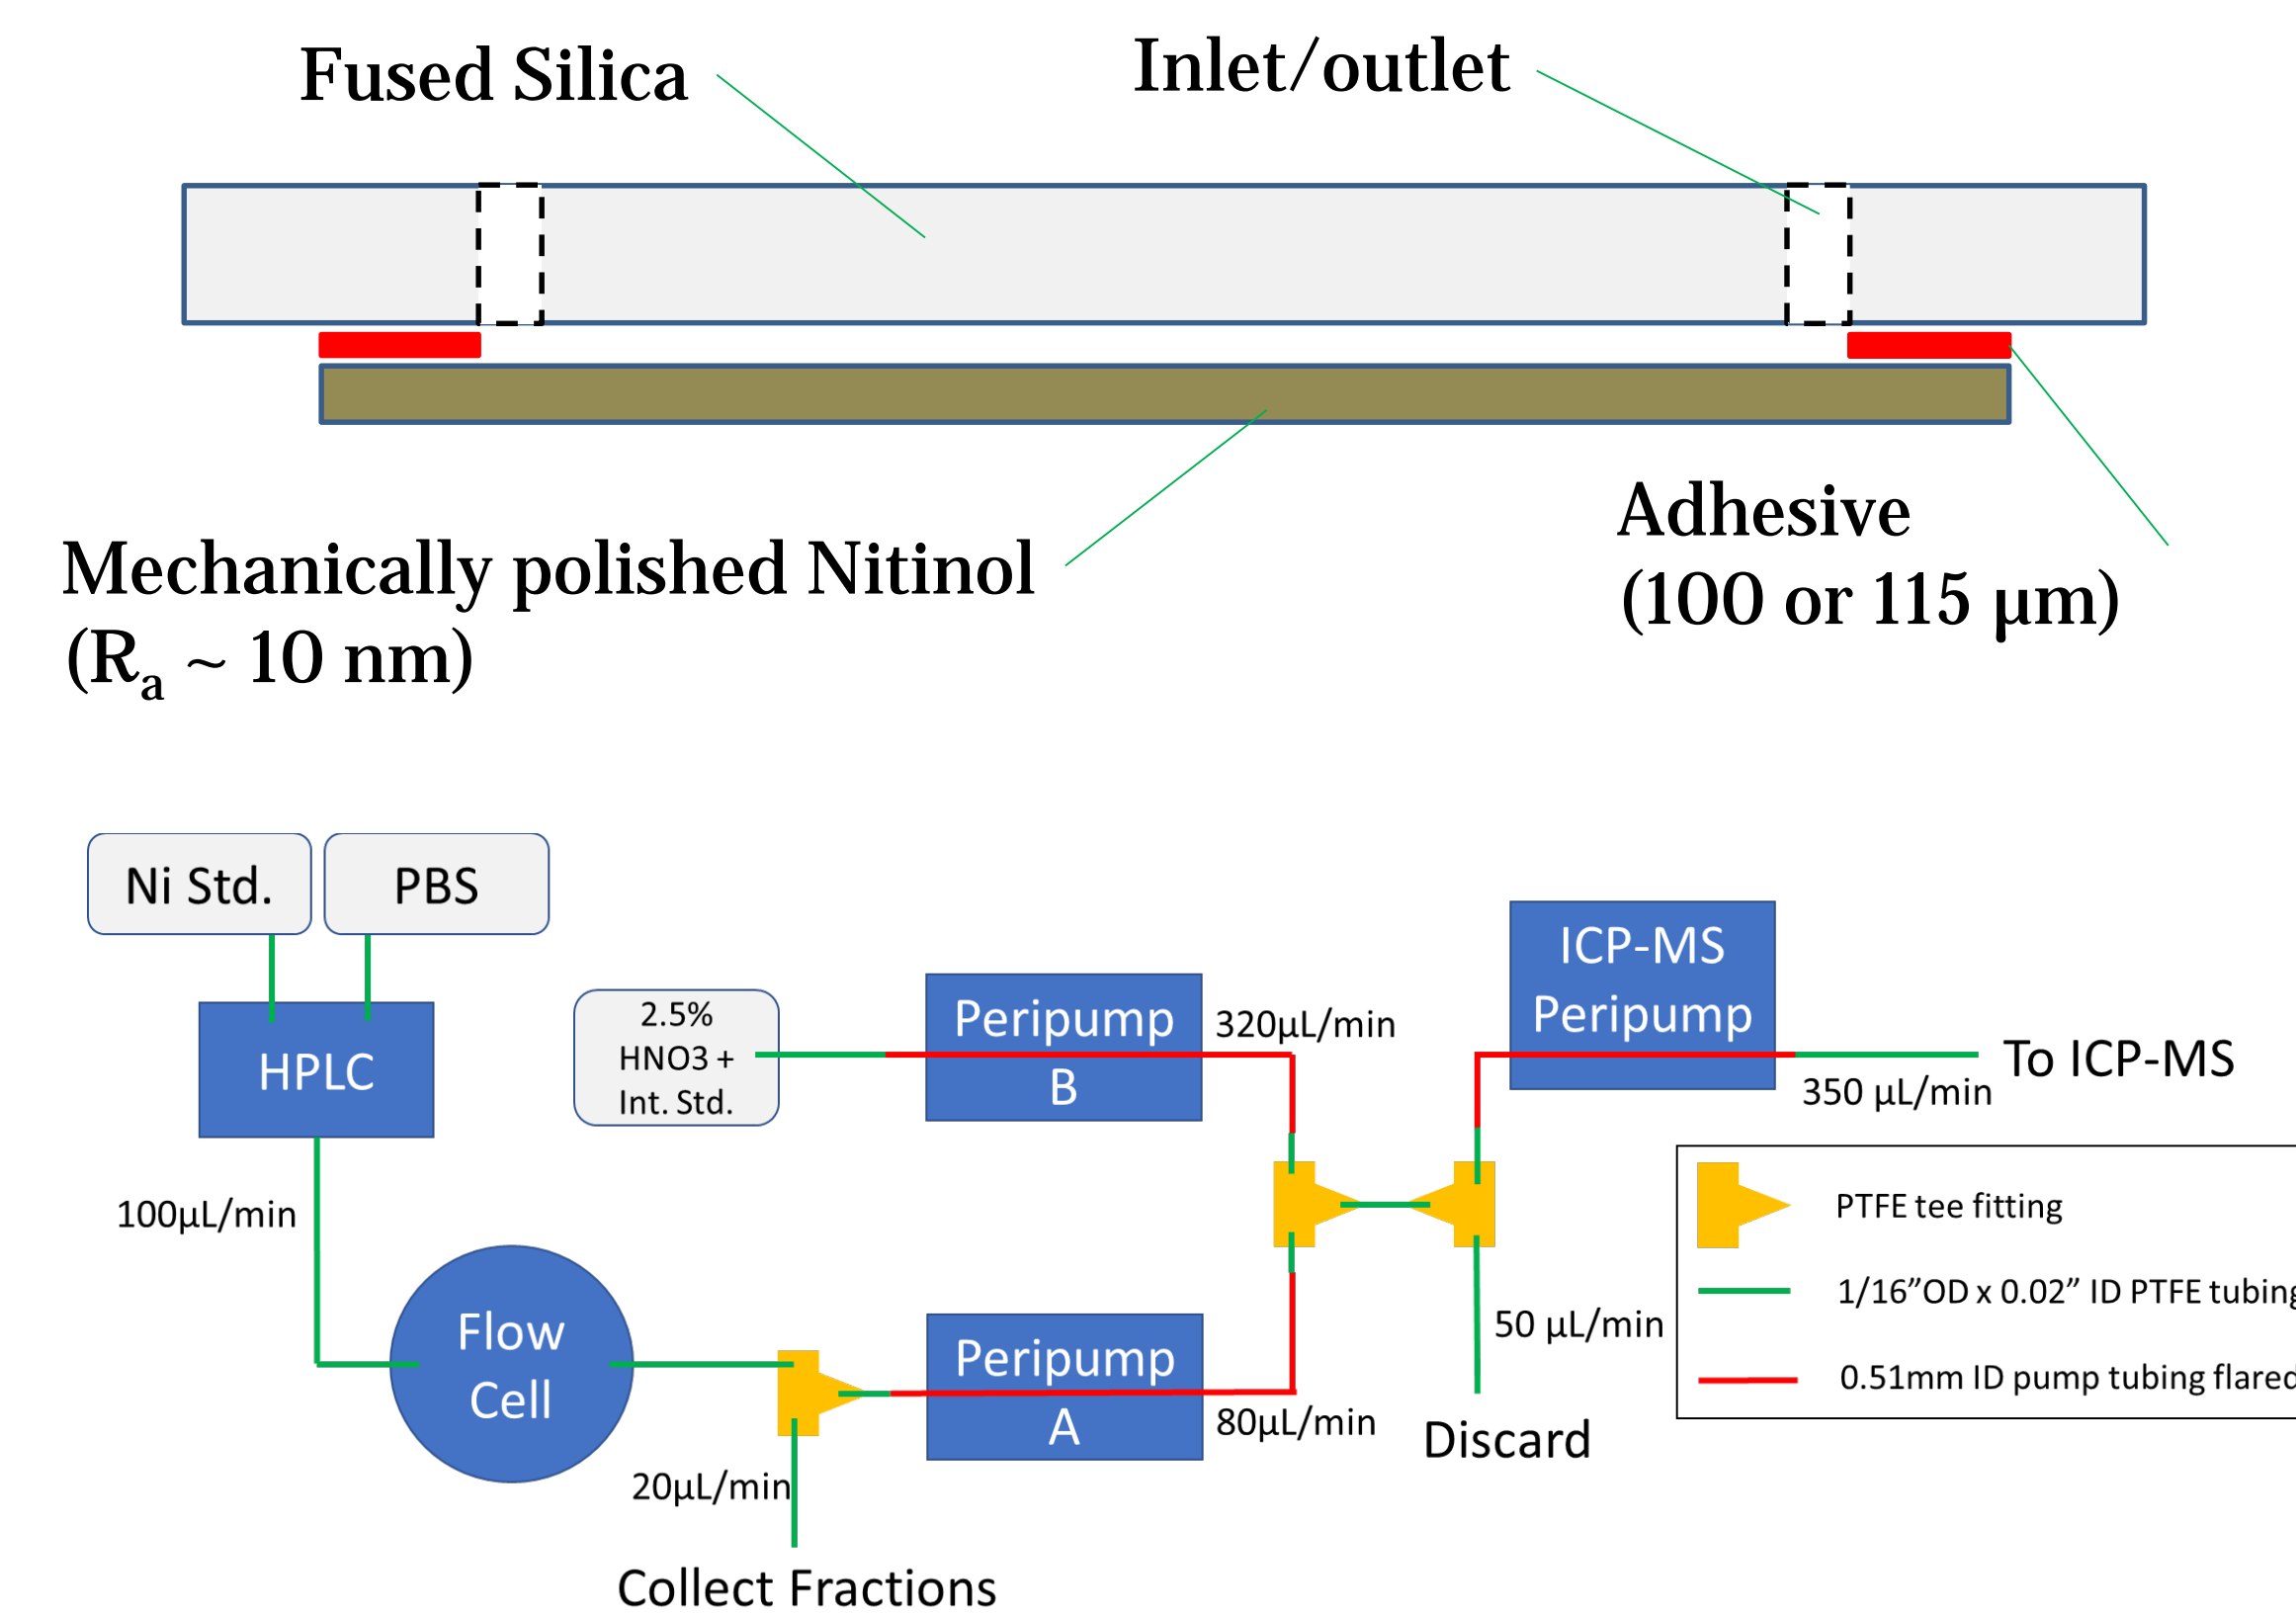 Fused Silica
Inlet/outlet
Mechanically polished Nitinol
(Ra ~ 10 nm)
Adhesive
(100 or 115 µm)
Ni Std.
PBS
HPLC
100µL/min
Flow
Cell
20µL/min
Collect Fractions
2.5%
HNO3 +
Int. Std.
Peripump
B
320µL/min
Peripump
A
80µL/min
ICP-MS
Peripump
350 µL/min
To ICP-MS
50 µL/min
Discard
PTFE tee fitting
1/16”OD x 0.02” ID PTFE tubing
0.51mm ID pump tubing flared